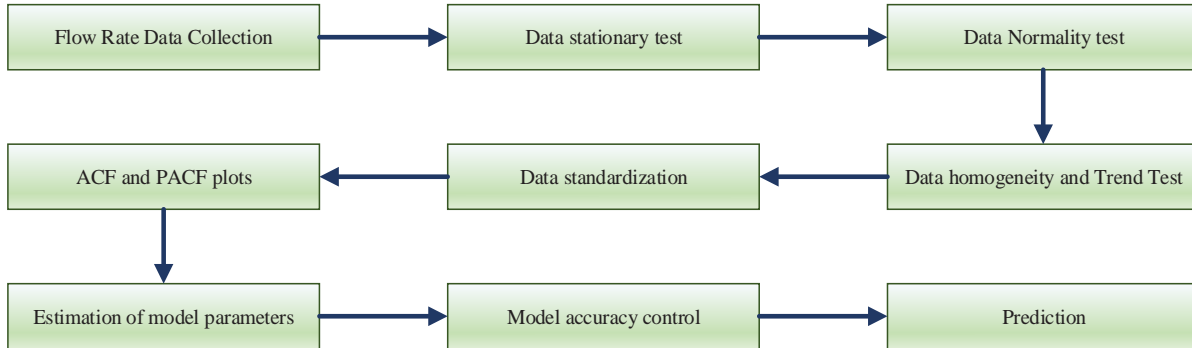 Flow Rate Data Collection
Data stationary test
Data Normality test
Data homogeneity and Trend Test
Data standardization
ACF and PACF plots
Estimation of model parameters
Model accuracy control
Prediction